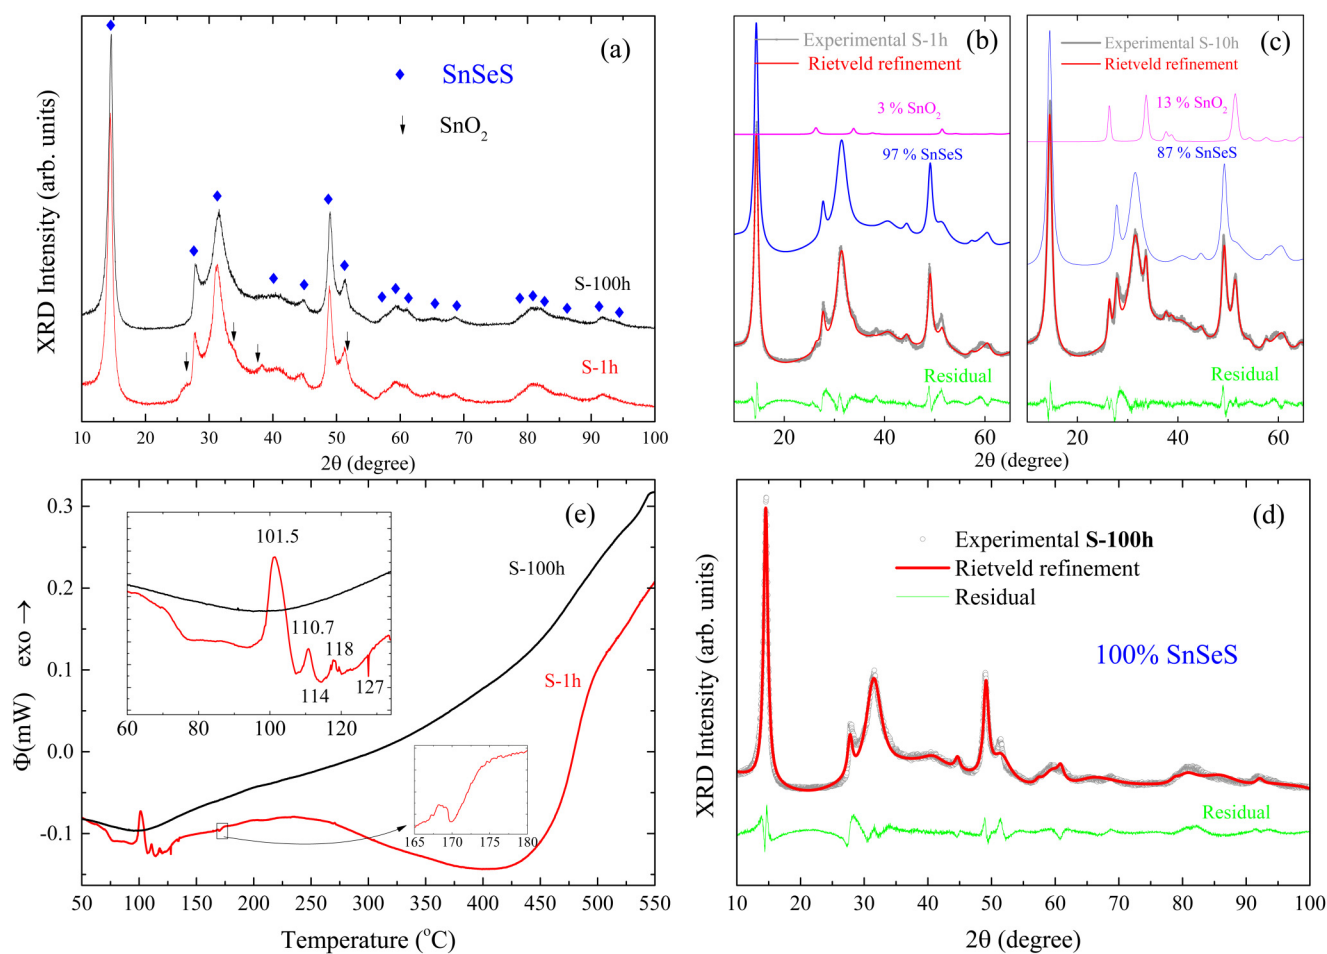 (a)
SnSeS
SnO2
S-100h
S-1h
XRD Intensity (arb. units)
10 20 30 40 50 60 70 80 90 100
2θ (degree)
(b)
Experimental S-1h
Rietveld refinement
3 % SnO2
97 % SnSeS
Residual
20 40 60
2θ (degree)
(c)
Experimental S-10h
Rietveld refinement
13 % SnO2
87 % SnSeS
Residual
20 40 60
2θ (degree)
(e)
0.3
0.2
0.1
0.0
-0.1
Φ(mW) exo →
101.5
110.7
118
114
127
60 80 100 120
S-100h
S-1h
165 170 175 180
50 100 150 200 250 300 350 400 450 500 550
Temperature (°C)
(d)
Experimental S-100h
Rietveld refinement
Residual
100% SnSeS
Residual
XRD Intensity (arb. units)
10 20 30 40 50 60 70 80 90 100
2θ (degree)